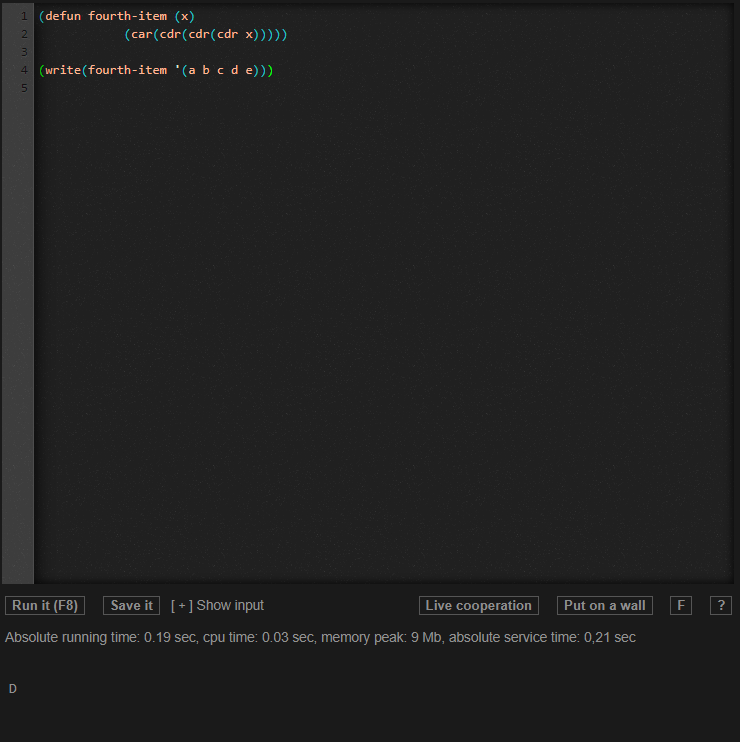 1 (defun fourth-item (x)
2 (car(cdr(cdr(cdr x)))))
3
4 (write(fourth-item '(a b c d e)))
5
Run it (F8) Save it [ + ] Show input Live cooperation Put on a wall F ?
Absolute running time: 0.19 sec, cpu time: 0.03 sec, memory peak: 9 Mb, absolute service time: 0,21 sec
D